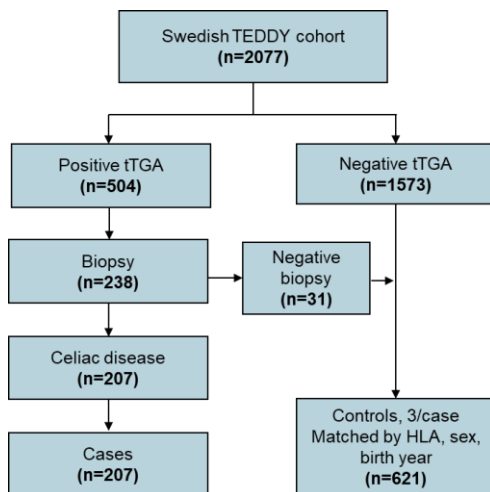 Swedish TEDDY cohort
(n=2077)
Positive tTGA
(n=504)
Negative tTGA
(n=1573)
Biopsy
(n=238)
Negative
biopsy
(n=31)
Celiac disease
(n=207)
Cases
(n=207)
Controls, 3/case
Matched by HLA, sex,
birth year
(n=621)